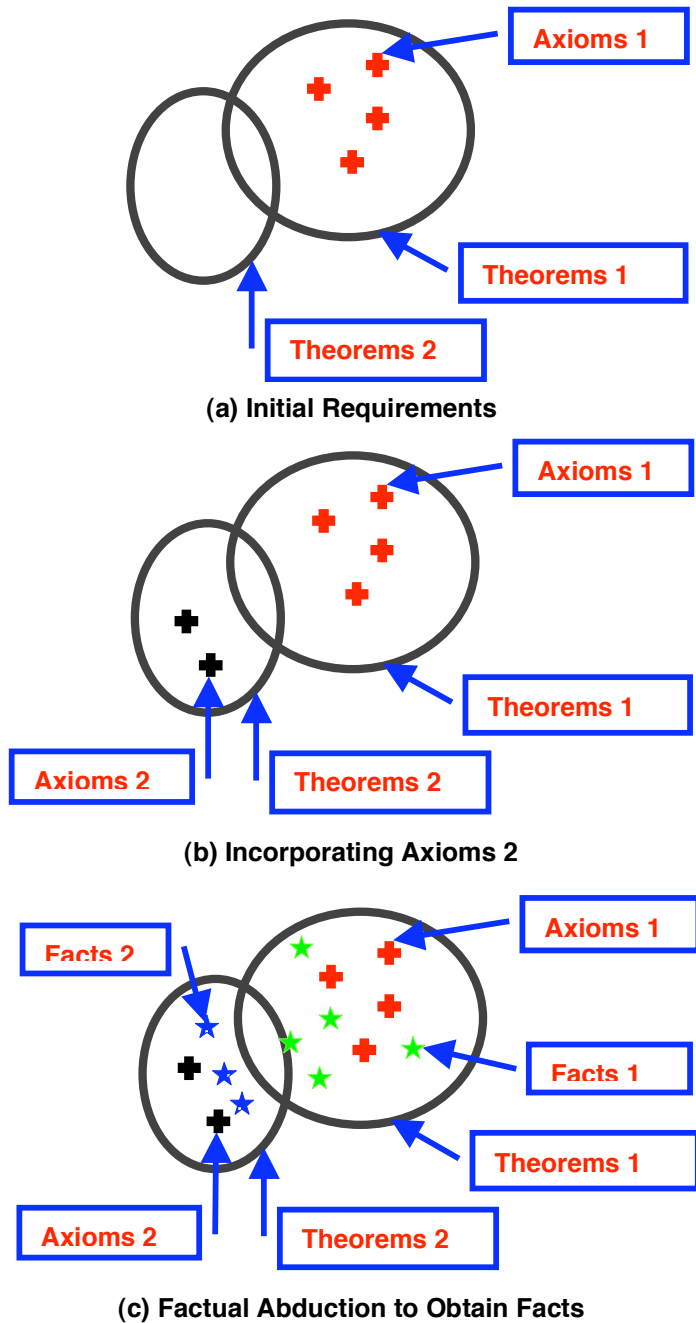 Axioms 1
Theorems 1
Theorems 2
(a) Initial Requirements
Axioms 1
Theorems 1
Axioms 2
Theorems 2
(b) Incorporating Axioms 2
Axioms 1
Facts 2
Facts 1
Theorems 1
Axioms 2
Theorems 2
(c) Factual Abduction to Obtain Facts